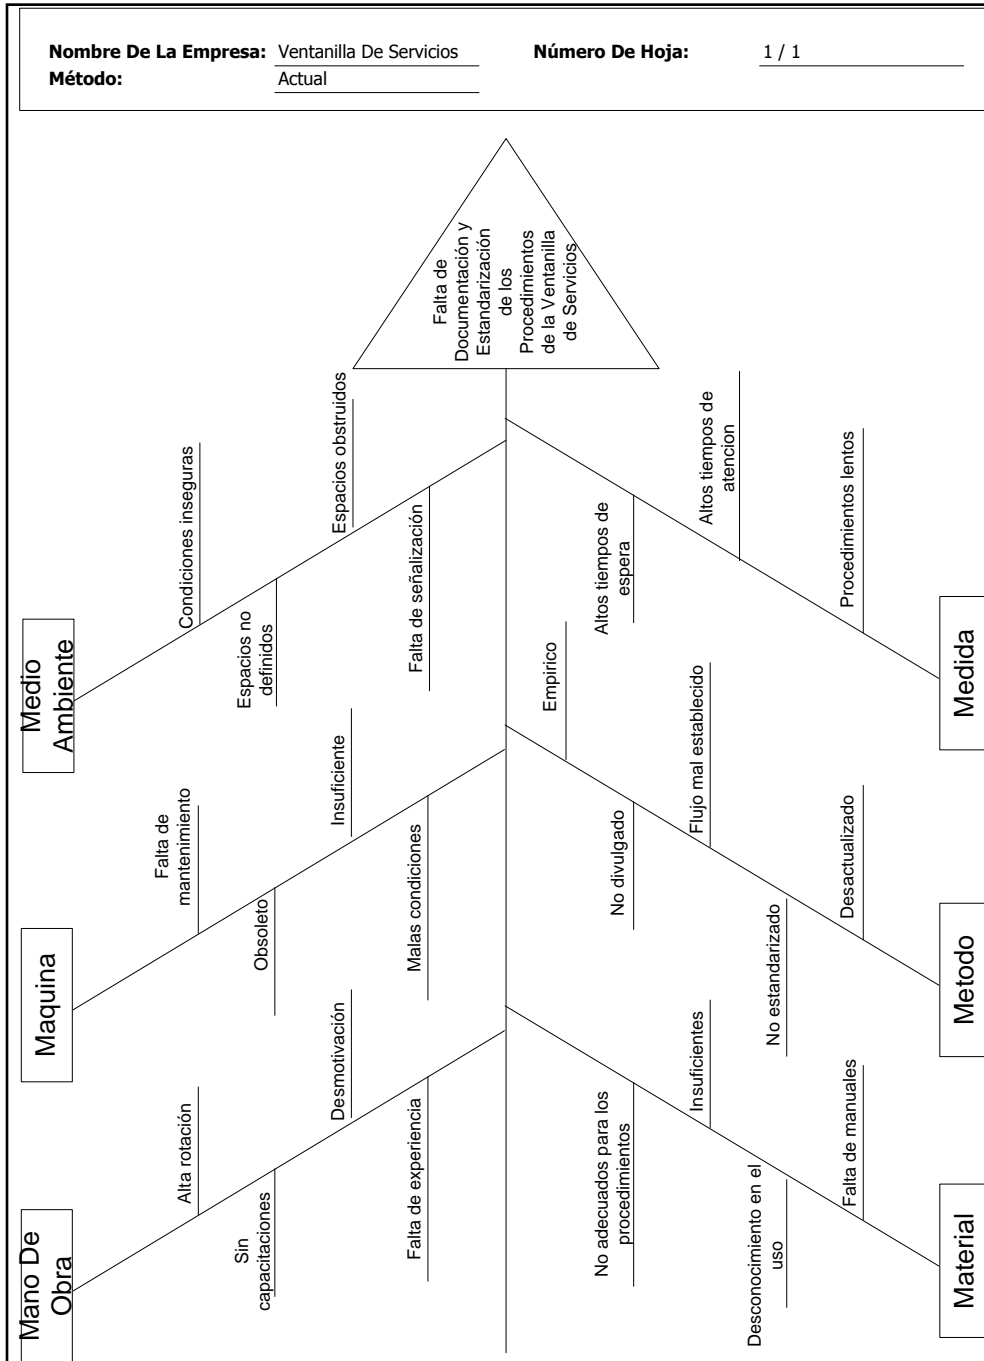 Nombre De La Empresa: Ventanilla De Servicios Número De Hoja: 1 / 1
Método: Actual
Falta de
Documentación y
Estandarización
de los
Procedimientos
de la Ventanilla
de Servicios
Mano De
Obra
Alta rotación
Sin
capacitaciones
Desmotivación
Falta de experiencia
Maquina
Falta de
mantenimiento
Obsoleto
Insuficiente
Malas condiciones
Medio
Ambiente
Condiciones inseguras
Espacios no
definidos
Espacios obstruidos
Falta de señalización
Material
No adecuados para los
procedimientos
Insuficientes
Desconocimiento en el
uso
Falta de manuales
Metodo
Empirico
No divulgado
Flujo mal establecido
No estandarizado
Desactualizado
Medida
Altos tiempos de
espera
Altos tiempos de
atencion
Procedimientos lentos